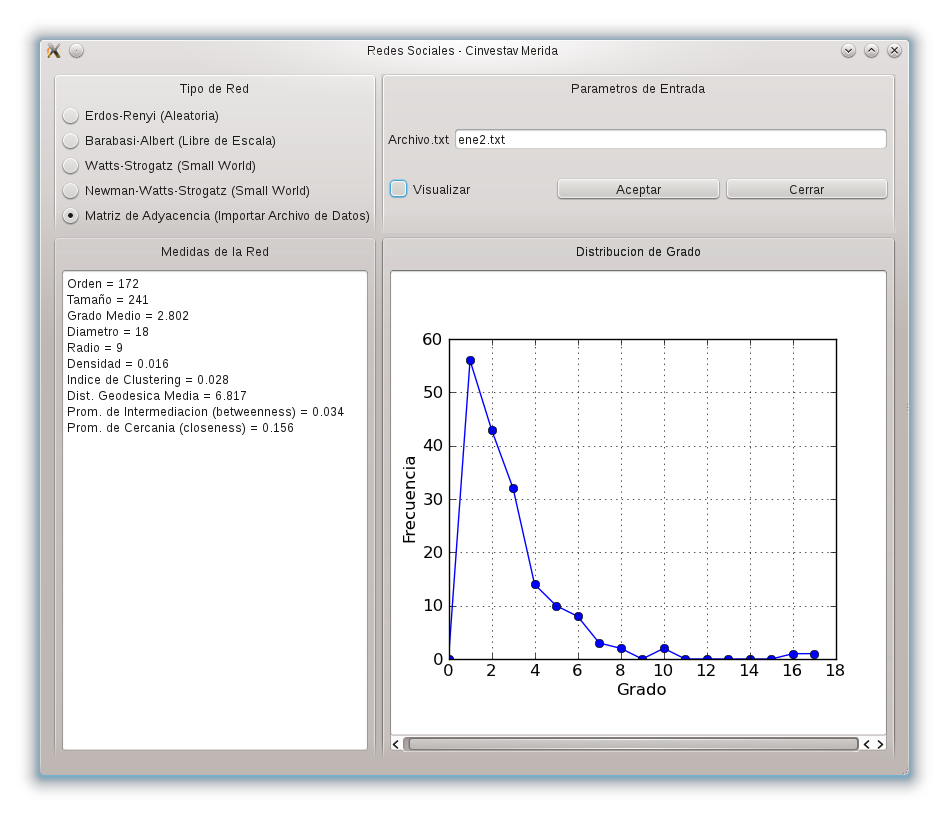 Redes Sociales - Cinvestav Merida
Tipo de Red
Erdos-Renyi (Aleatoria)
Barabasi-Albert (Libre de Escala)
Watts-Strogatz (Small World)
Newman-Watts-Strogatz (Small World)
Matriz de Adyacencia (Importar Archivo de Datos)
Parametros de Entrada
Archivo.txt ene2.txt
Visualizar Aceptar Cerrar
Medidas de la Red
Orden = 172
Tamaño = 241
Grado Medio = 2.802
Diametro = 18
Radio = 9
Densidad = 0.016
Indice de Clustering = 0.028
Dist. Geodesica Media = 6.817
Prom. de Intermediacion (betweenness) = 0.034
Prom. de Cercania (closeness) = 0.156
Distribucion de Grado
60
50
40
30
20
10
0
Frecuencia
0 2 4 6 8 10 12 14 16 18
Grado